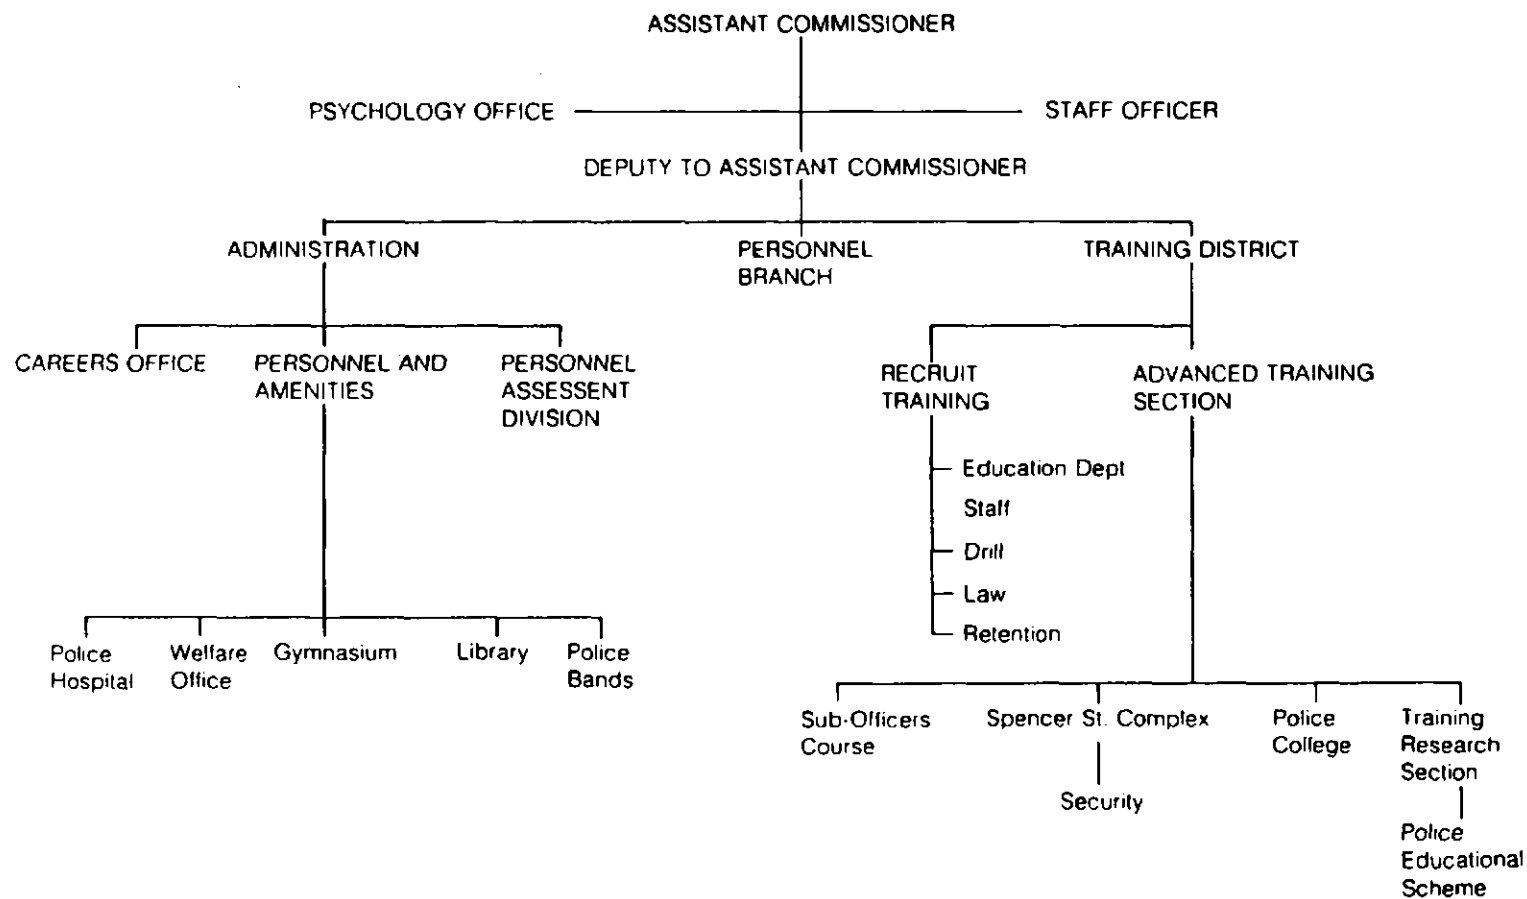 ASSISTANT COMMISSIONER
PSYCHOLOGY OFFICE
STAFF OFFICER
DEPUTY TO ASSISTANT COMMISSIONER
ADMINISTRATION
PERSONNEL
BRANCH
TRAINING DISTRICT
CAREERS OFFICE
PERSONNEL AND
AMENITIES
PERSONNEL
ASSESSENT
DIVISION
RECRUIT
TRAINING
ADVANCED TRAINING
SECTION
Education Dept
Staff
Drill
Law
Retention
Police
Hospital
Welfare
Office
Gymnasium
Library
Police
Bands
Sub-Officers
Course
Spencer St. Complex
Security
Police
College
Training
Research
Section
Police
Educational
Scheme